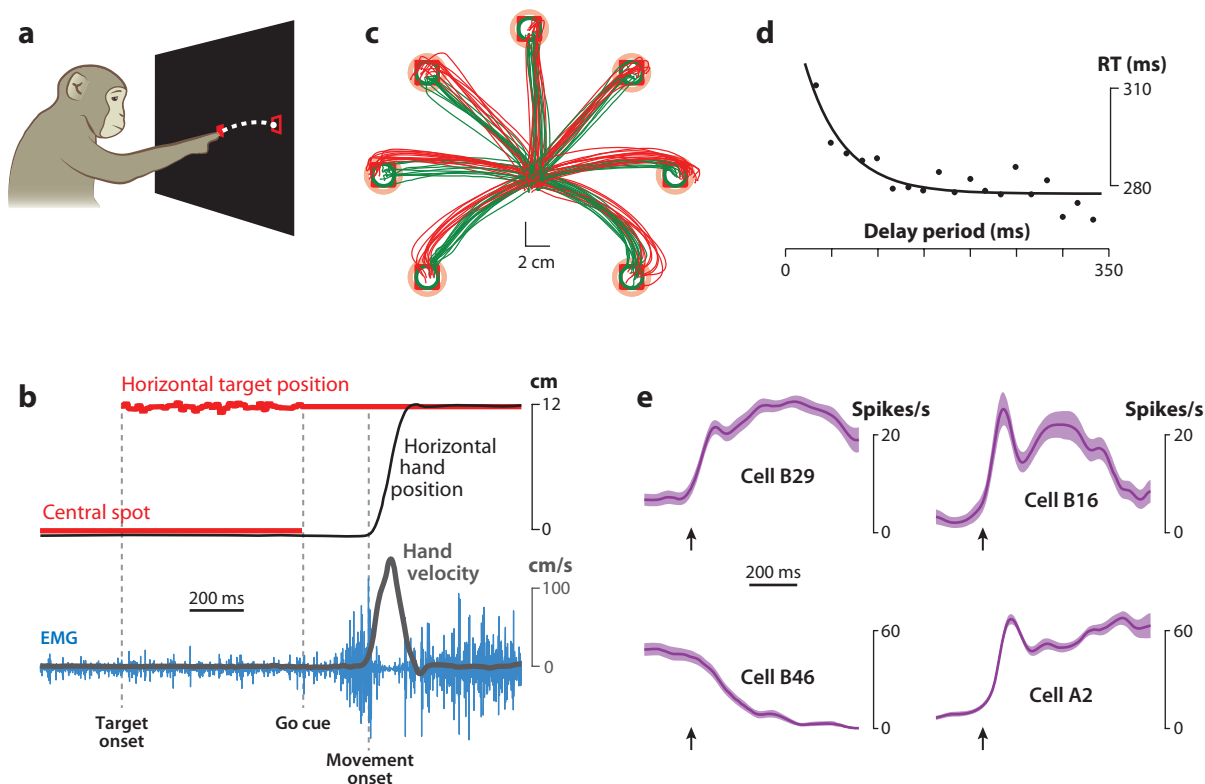 a
c
2 cm
d
RT (ms)
310
280
Delay period (ms)
0
350
b
Horizontal target position
cm
12
Horizontal
hand
position
Central spot
0
Hand
velocity
cm/s
100
200 ms
EMG
0
Target
onset
Go cue
Movement
onset
e
Spikes/s
20
Cell B29
0
Spikes/s
20
Cell B16
0
200 ms
60
Cell B46
0
60
Cell A2
0